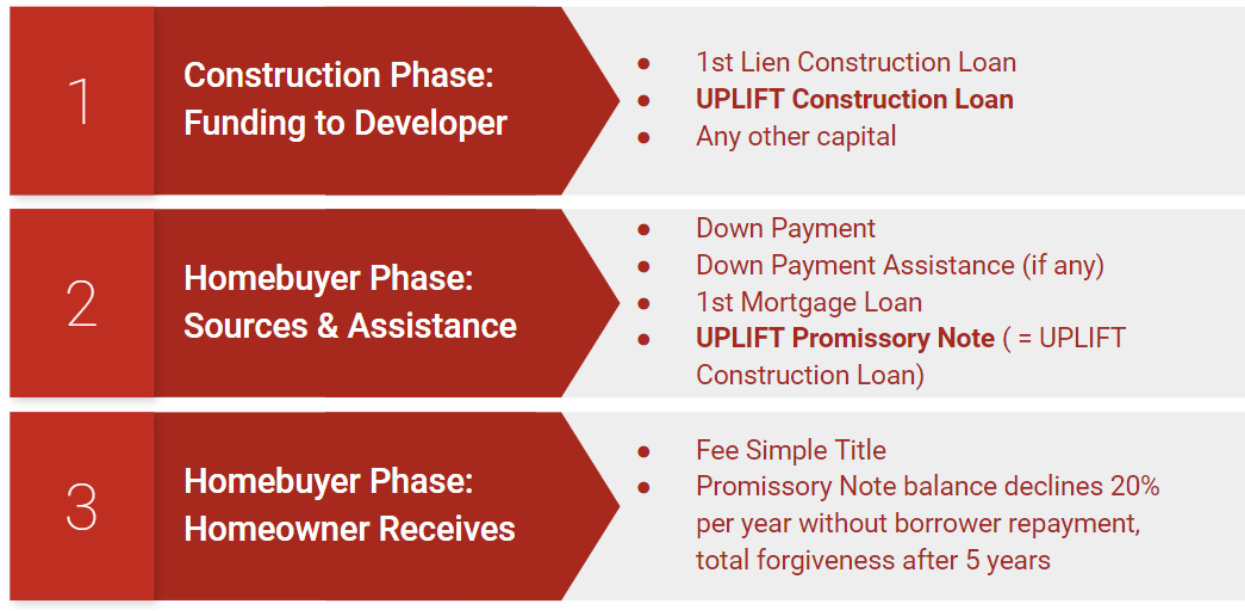 1
Construction Phase:
Funding to Developer
● 1st Lien Construction Loan
● UPLIFT Construction Loan
● Any other capital
2
Homebuyer Phase:
Sources & Assistance
● Down Payment
● Down Payment Assistance (if any)
● 1st Mortgage Loan
● UPLIFT Promissory Note ( = UPLIFT
Construction Loan)
3
Homebuyer Phase:
Homeowner Receives
● Fee Simple Title
● Promissory Note balance declines 20%
per year without borrower repayment,
total forgiveness after 5 years